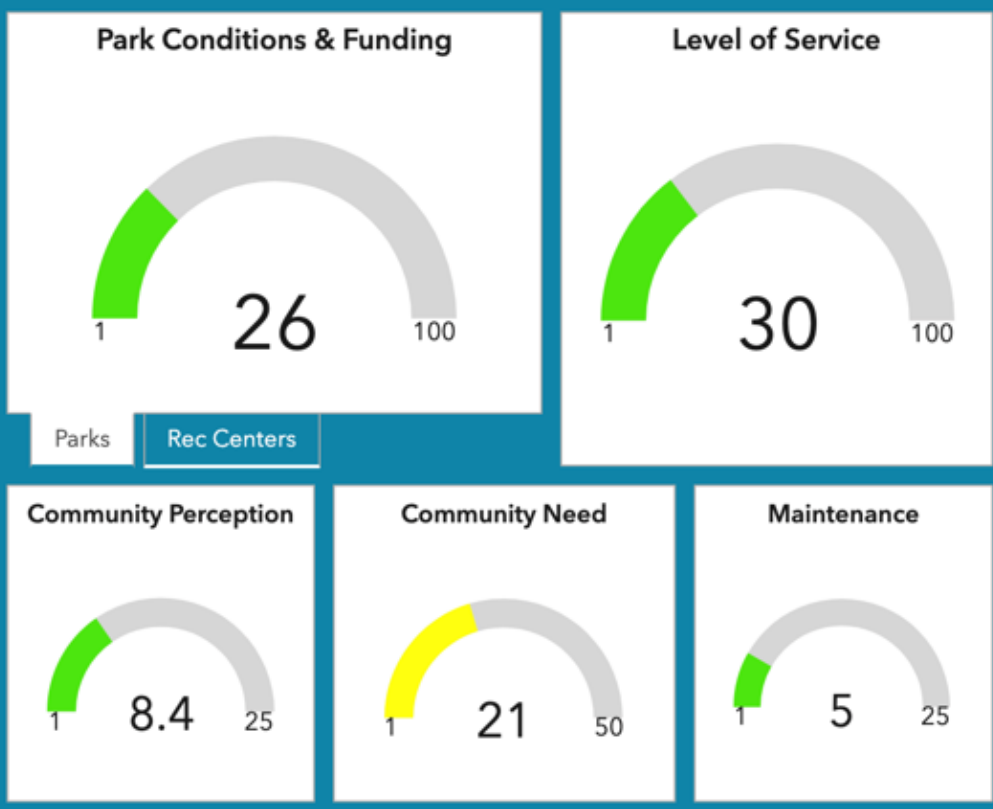 Park Conditions & Funding
26
1
100
Level of Service
30
1
100
Parks
Rec Centers
Community Perception
8.4
1
25
Community Need
21
1
50
Maintenance
5
1
25